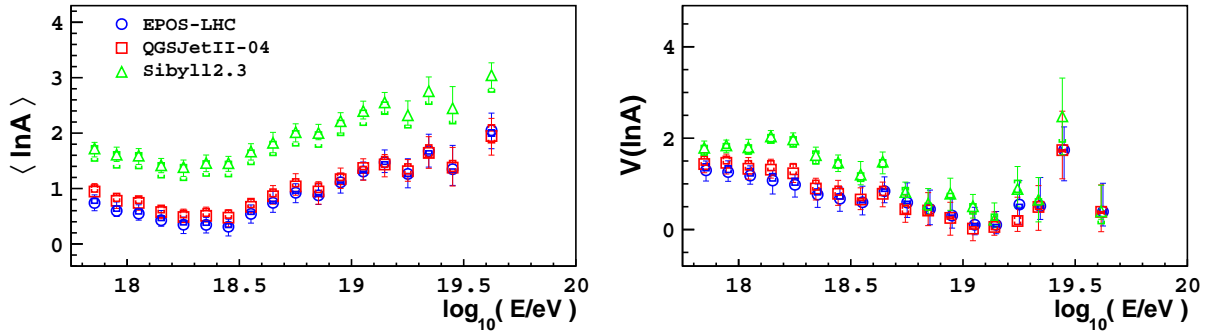 4
3
2
1
0
⟨ lnA ⟩
EPOS-LHC
QGSJetII-04
Sibyll2.3
18
18.5
19
19.5
20
log₁₀( E/eV )
4
2
0
V(lnA)
18
18.5
19
19.5
20
log₁₀( E/eV )